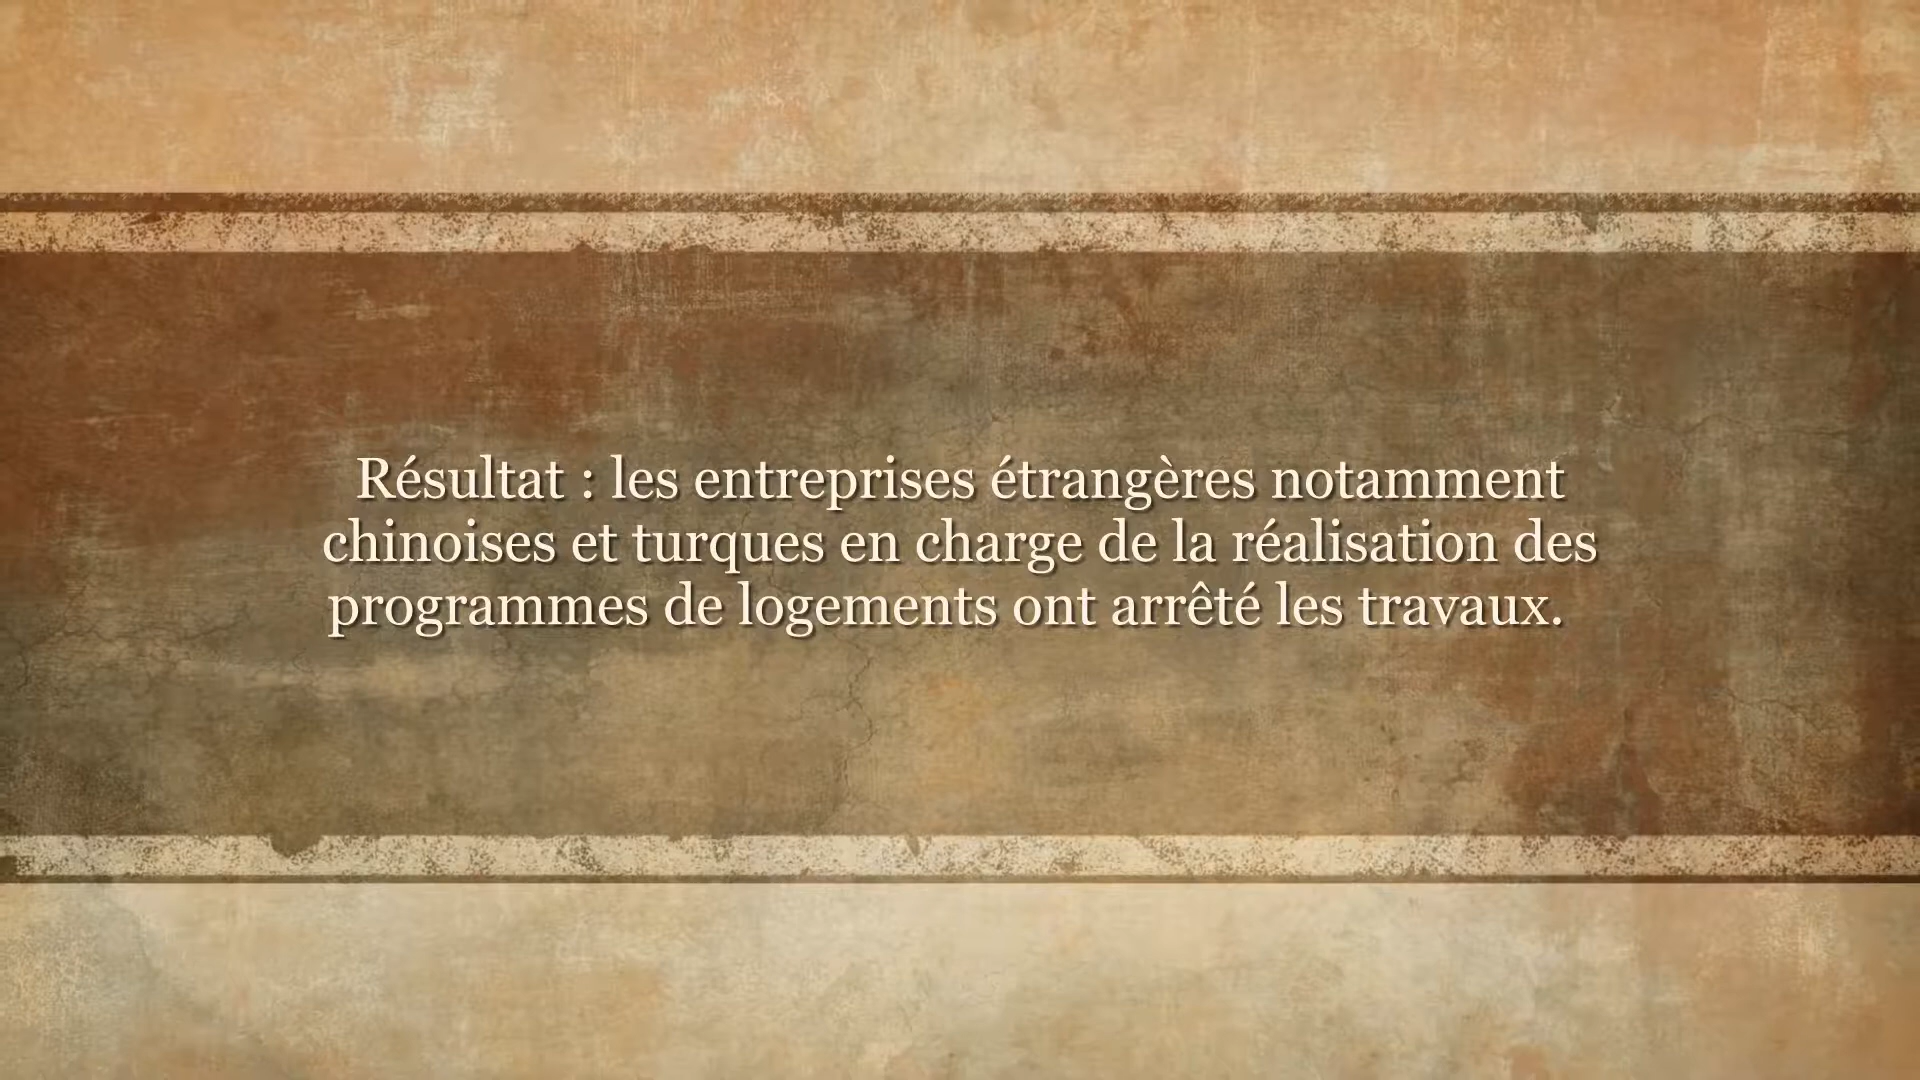 Résultat : les entreprises étrangères notamment
chinoises et turques en charge de la réalisation des
programmes de logements ont arrêté les travaux.